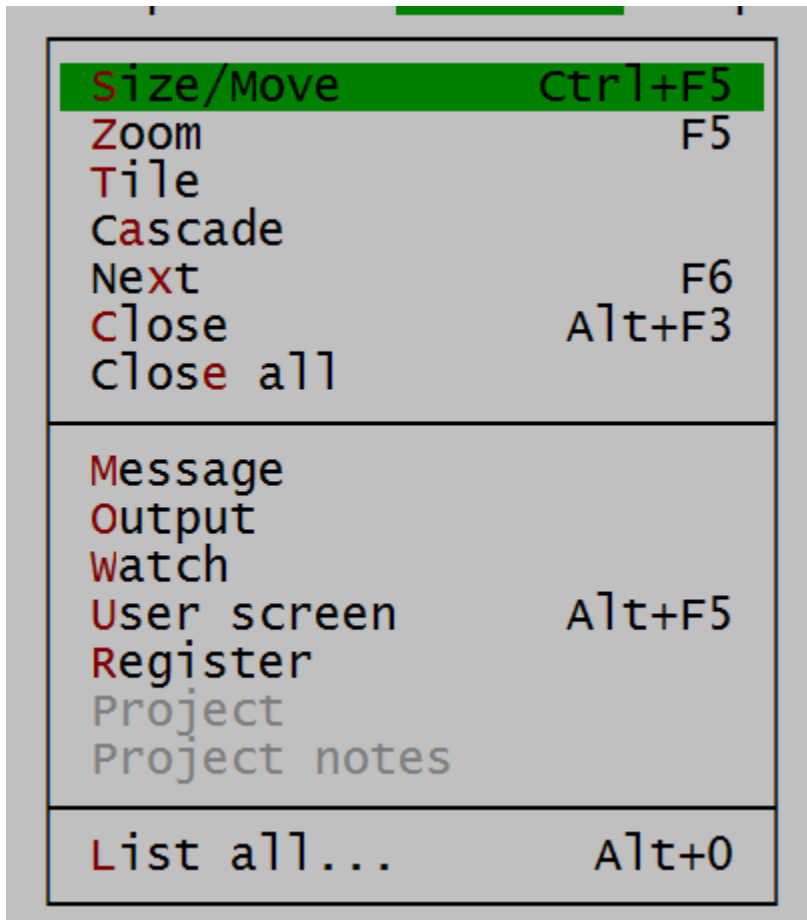 Size/Move Ctrl+F5
Zoom F5
Tile
Cascade
Next F6
Close Alt+F3
Close all
Message
Output
Watch
User screen Alt+F5
Register
Project
Project notes
List all... Alt+0